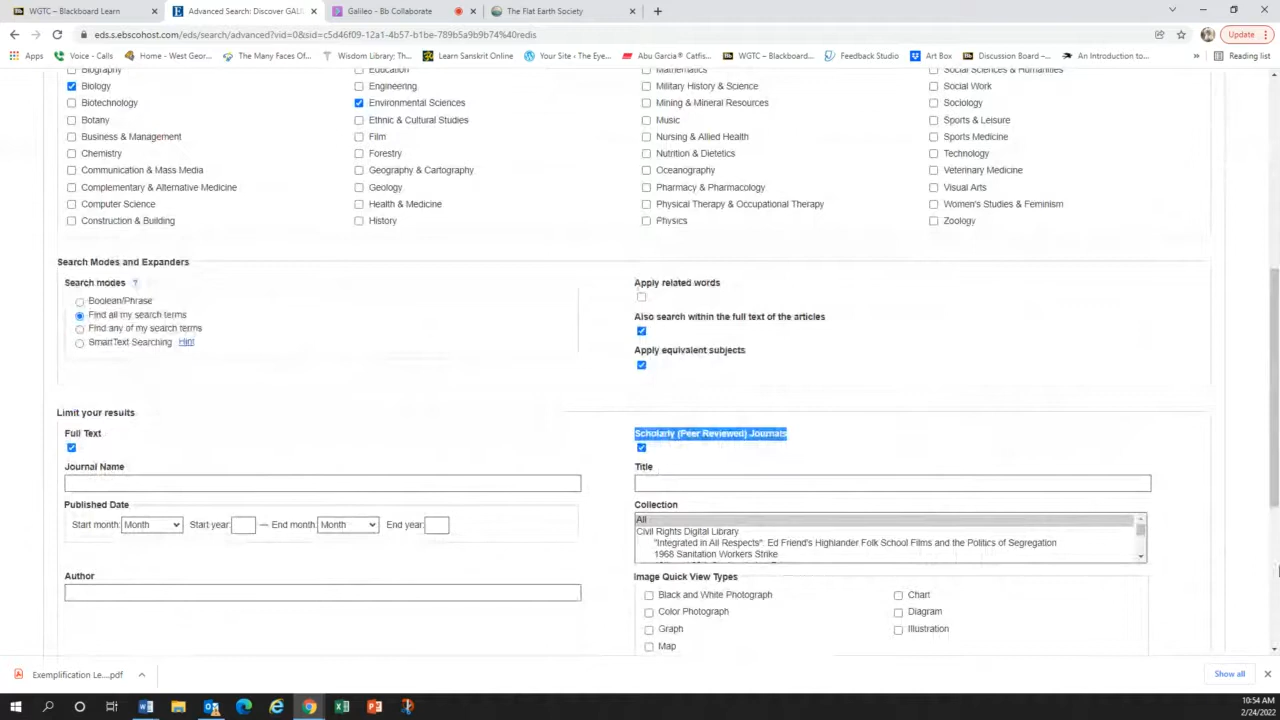 WGTC – Blackboard Learn
Advanced Search: Discover GALI
Galileo – Bb Collaborate
The Flat Earth Society
eds.s.ebscohost.com/eds/search/advanced?vid=0&sid=c5d46f09-12a1-4b57-b1be-789b5a9b9b74%40redis
Update
Apps
Voice - Calls
Home - West Geor...
The Many Faces Of...
Wisdom Library: Th...
Learn Sanskrit Online
Your Site - The Eye...
Abu Garcia® Catfis...
WGTC – Blackboard...
Feedback Studio
Art Box
Discussion Board –...
An Introduction to...
»
Reading list
Biography
Education
Mathematics
Social Sciences & Humanities
Biology
Engineering
Military History & Science
Social Work
Biotechnology
Environmental Sciences
Mining & Mineral Resources
Sociology
Botany
Ethnic & Cultural Studies
Music
Sports & Leisure
Business & Management
Film
Nursing & Allied Health
Sports Medicine
Chemistry
Forestry
Nutrition & Dietetics
Technology
Communication & Mass Media
Geography & Cartography
Oceanography
Veterinary Medicine
Complementary & Alternative Medicine
Geology
Pharmacy & Pharmacology
Visual Arts
Computer Science
Health & Medicine
Physical Therapy & Occupational Therapy
Women's Studies & Feminism
Construction & Building
History
Physics
Zoology
Search Modes and Expanders
Search modes ?
Boolean/Phrase
Find all my search terms
Find any of my search terms
SmartText Searching Hint
Apply related words
Also search within the full text of the articles
Apply equivalent subjects
Limit your results
Full Text
Scholarly (Peer Reviewed) Journals
Journal Name
Title
Published Date
Start month: Month Start year: — End month: Month End year:
Collection
All
Civil Rights Digital Library
"Integrated in All Respects": Ed Friend's Highlander Folk School Films and the Politics of Segregation
1968 Sanitation Workers Strike
Author
Image Quick View Types
Black and White Photograph
Chart
Color Photograph
Diagram
Graph
Illustration
Map
Exemplification Le....pdf
Show all
10:54 AM
2/24/2022